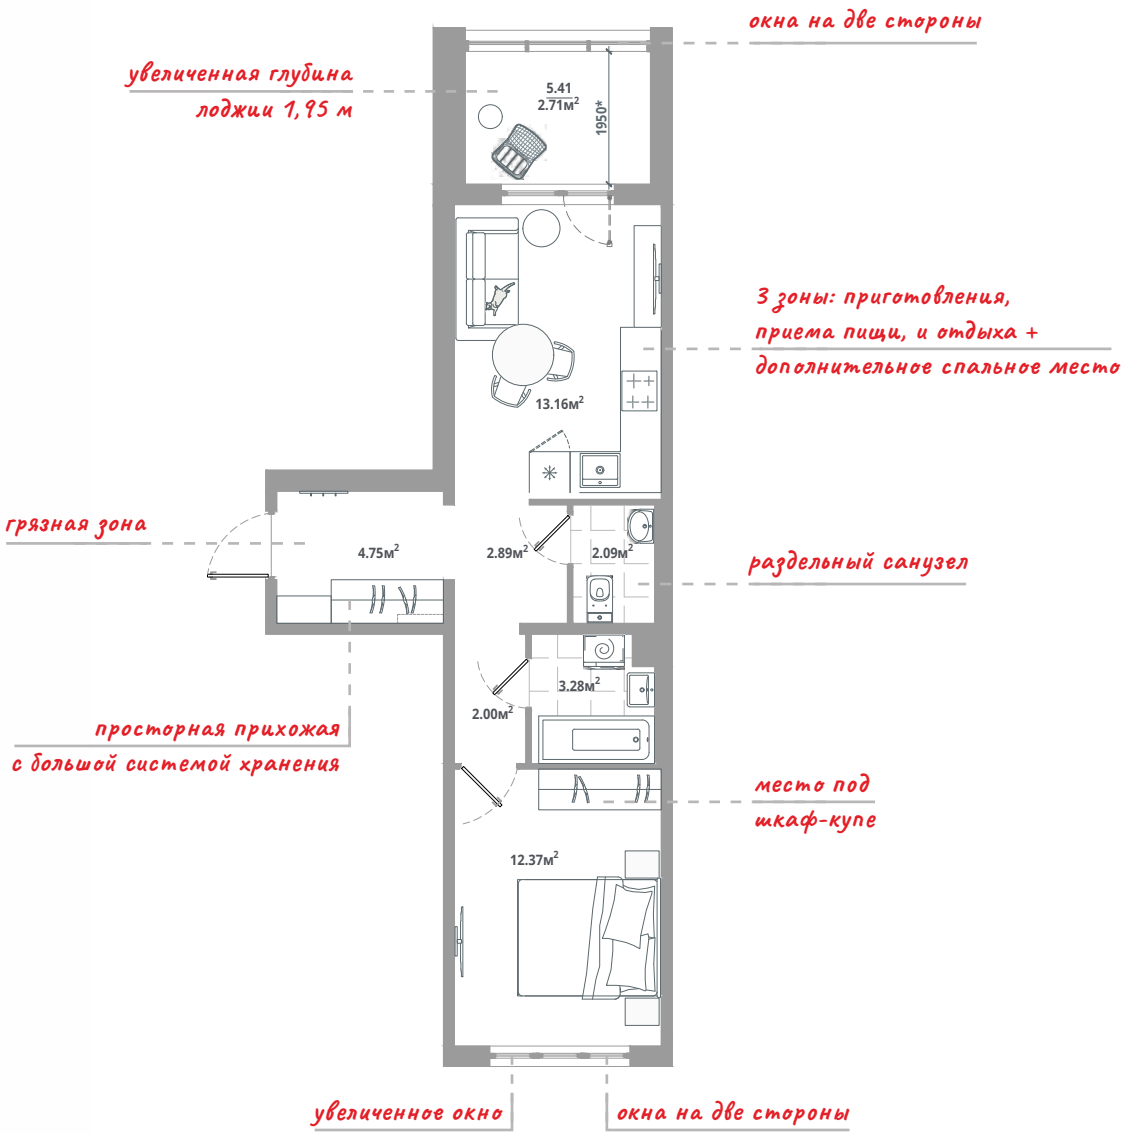 окна на две стороны
увеличенная глубина
лоджии 1,95 м
5.41
2.71м²
1950*
3 зоны: приготовления,
приема пищи, и отдыха +
дополнительное спальное место
13.16м²
грязная зона
4.75м²
2.89м²
2.09м²
раздельный санузел
3.28м²
2.00м²
просторная прихожая
с большой системой хранения
место под
шкаф-купе
12.37м²
увеличенное окно
окна на две стороны